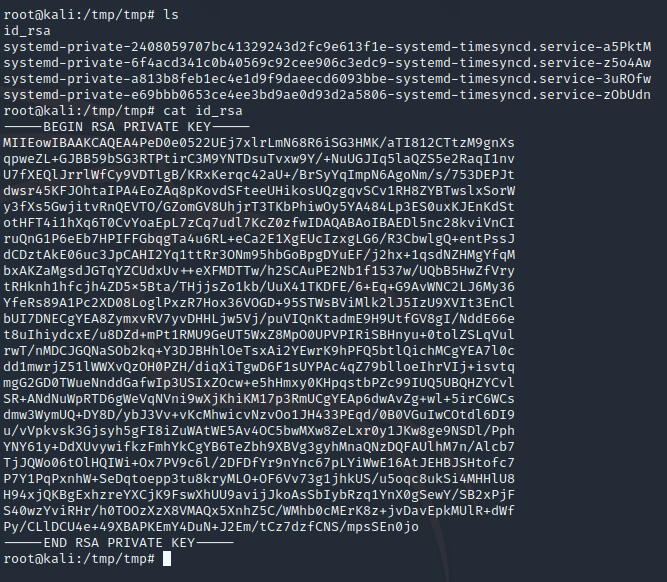 root@kali:/tmp/tmp# ls
id_rsa
systemd-private-2408059707bc41329243d2fc9e613f1e-systemd-timesyncd.service-a5PktM
systemd-private-6f4acd341c0b40569c92cee906c3edc9-systemd-timesyncd.service-z5o4Aw
systemd-private-a813b8feb1ec4e1d9f9daeecd6093bbe-systemd-timesyncd.service-3uROfw
systemd-private-e69bbb0653ce4ee3bd9ae0d93d2a5806-systemd-timesyncd.service-zObUdn
root@kali:/tmp/tmp# cat id_rsa
-----BEGIN RSA PRIVATE KEY-----
MIIEowIBAAKCAQEA4PeD0e0522UEj7xlrLmN68R6iSG3HMK/aTI812CTtzM9gnXs
qpweZL+GJBB59bSG3RTPtirC3M9YNTDsuTvxw9Y/+NuUGJIq5laQZS5e2RaqI1nv
U7fXEQlJrrlWfCy9VDTlgB/KRxKerqc42aU+/BrSyYqImpN6AgoNm/s/753DEPJt
dwsr45KFJOhtaIPA4EoZAq8pKovdSFteeUHikosUQzgqvSCv1RH8ZYBTwslxSorW
y3fXs5GwjitvRnQEVTO/GZomGV8UhjrT3TKbPhiwOy5YA484Lp3ES0uxKJEnKdSt
otHFT4i1hXq6T0CvYoaEpL7zCq7udl7KcZ0zfwIDAQABAoIBAEDl5nc28kviVnCI
ruQnG1P6eEb7HPIFFGbqgTa4u6RL+eCa2E1XgEUcIzxgLG6/R3CbwlgQ+entPssJ
dCDztAkE06uc3JpCAHI2Yq1ttRr3ONm95hbGoBpgDYuEF/j2hx+1qsdNZHMgYfqM
bxAKZaMgsdJGTqYZCUdxUv++eXFMDTTw/h2SCAuPE2Nb1f1537w/UQbB5HwZfVry
tRHknh1hfcjh4ZD5×5Bta/THjjsZo1kb/UuX41TKDFE/6+Eq+G9AvWNC2LJ6My36
YfeRs89A1Pc2XD08LoglPxzR7Hox36VOGD+95STWsBViMlk2lJ5IzU9XVIt3EnCl
bUI7DNECgYEA8ZymxvRV7yvDHHLjw5Vj/puVIQnKtadmE9H9UtfGV8gI/NddE66e
t8uIhiydcxE/u8DZd+mPt1RMU9GeUT5WxZ8MpO0UPVPIRiSBHnyu+0tolZSLqVul
rwT/nMDCJGQNaSOb2kq+Y3DJBHhlOeTsxAi2YEwrK9hPFQ5btlQichMCgYEA7l0c
dd1mwrjZ51lWWXvQzOH0PZH/diqXiTgwD6F1sUYPAc4qZ79blloeIhrVIj+isvtq
mgG2GD0TWueNnddGafwIp3USIxZOcw+e5hHmxy0KHpqstbPZc99IUQ5UBQHZYCvl
SR+ANdNuWpRTD6gWeVqNVni9wXjKhiKM17p3RmUCgYEAp6dwAvZg+wl+5irC6WCs
dmw3WymUQ+DY8D/ybJ3Vv+vKcMhwicvNzvOo1JH433PEqd/0B0VGuIwCOtdl6DI9
u/vVpkvsk3Gjsyh5gFI8iZuWAtWE5Av4OC5bwMXw8ZeLxr0y1JKw8ge9NSDl/Pph
YNY61y+DdXUvywifkzFmhYkCgYB6TeZbh9XBVg3gyhMnaQNzDQFAUlhM7n/Alcb7
TjJQWo06tOlHQIWi+Ox7PV9c6l/2DFDfYr9nYnc67pLYiWwE16AtJEHBJSHtofc7
P7Y1PqPxnhW+SeDqtoepp3tu8kryMLO+OF6Vv73g1jhkUS/u5oqc8ukSi4MHHlU8
H94xjQKBgExhzreYXCjK9FswXhUU9avijJkoAsSbIybRzq1YnX0gSewY/SB2xPjF
S40wzYviRHr/h0TOOzXzX8VMAQx5XnhZ5C/WMhb0cMErK8z+jvDavEpkMUlR+dWf
Py/CLlDCU4e+49XBAPKEmY4DuN+J2Em/tCz7dzfCNS/mpsSEn0jo
-----END RSA PRIVATE KEY-----
root@kali:/tmp/tmp#